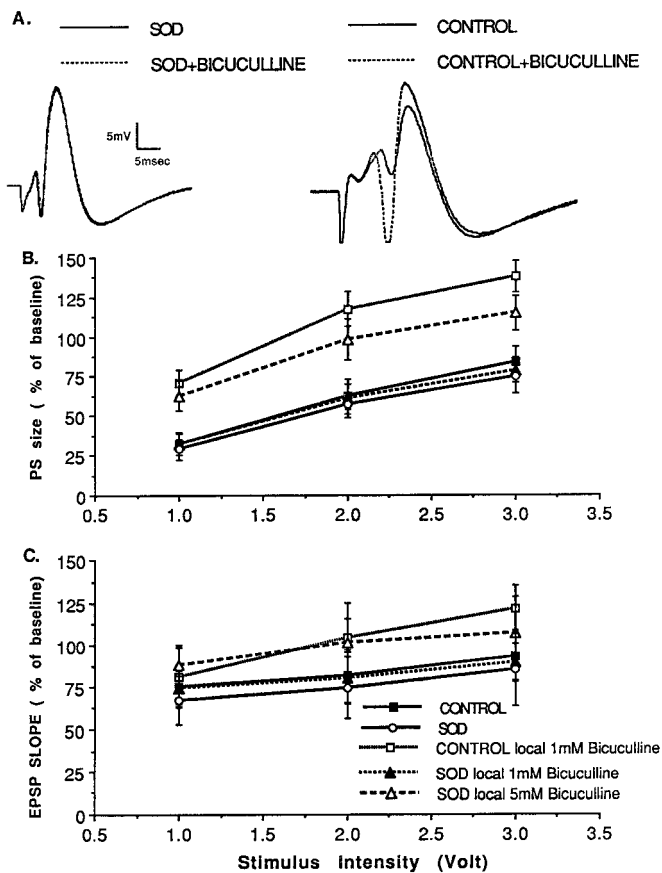 A.
SOD
CONTROL
SOD+BICUCULLINE
CONTROL+BICUCULLINE
5mV
5msec
B.
PS size ( % of baseline)
150
125
100
75
50
25
0
0.5 1.0 1.5 2.0 2.5 3.0 3.5
C.
EPSP SLOPE ( % of baseline)
150
125
100
75
50
25
0
CONTROL
SOD
CONTROL local 1mM Bicuculline
SOD local 1mM Bicuculline
SOD local 5mM Bicuculline
0.5 1.0 1.5 2.0 2.5 3.0 3.5
Stimulus Intensity (Volt)